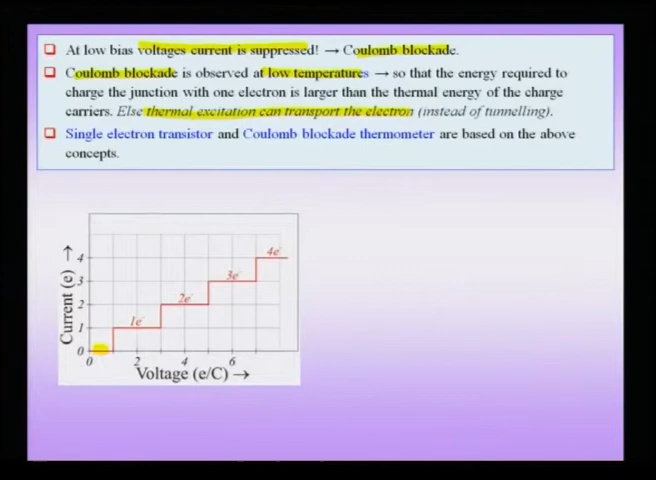 At low bias voltages current is suppressed! → Coulomb blockade.
Coulomb blockade is observed at low temperatures → so that the energy required to
charge the junction with one electron is larger than the thermal energy of the charge
carriers. Else thermal excitation can transport the electron (instead of tunnelling).
Single electron transistor and Coulomb blockade thermometer are based on the above
concepts.
Current (e) →
4
3
2
1
0
4e⁻
3e⁻
2e⁻
1e⁻
0 2 4 6
Voltage (e/C) →